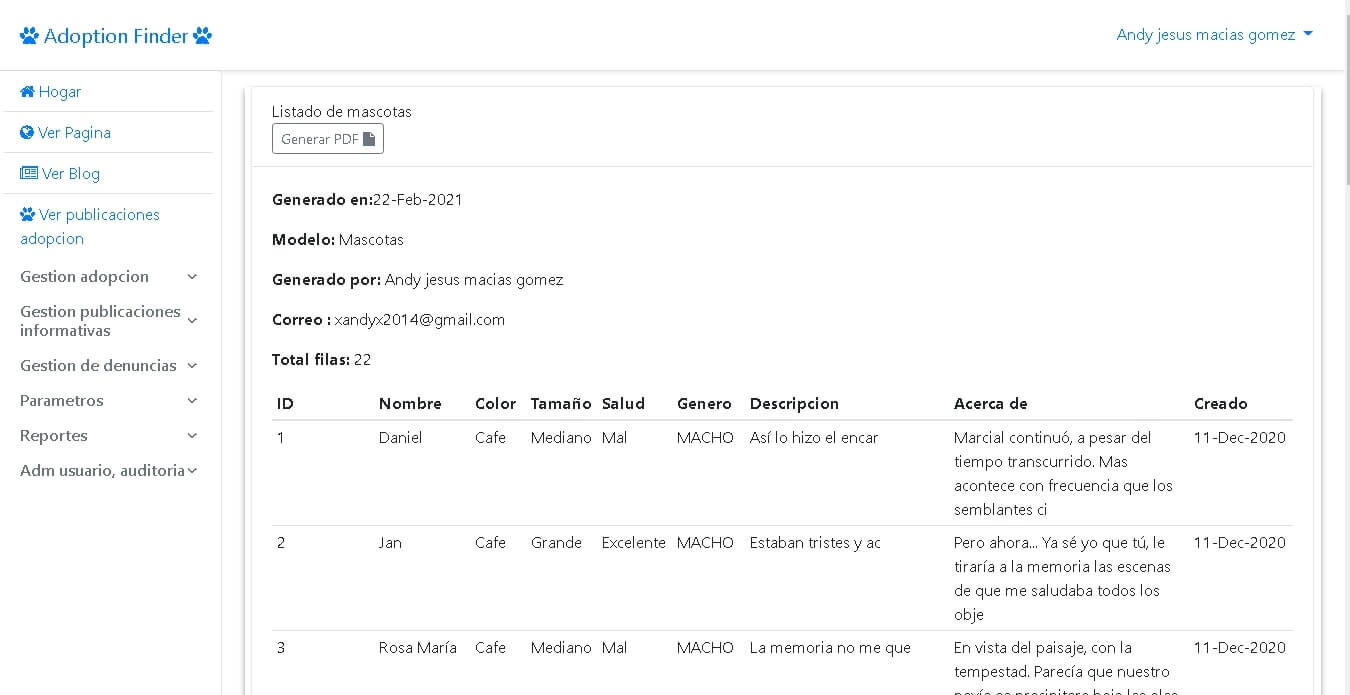 Adoption Finder
Andy jesus macias gomez
Hogar
Ver Pagina
Ver Blog
Ver publicaciones
adopcion
Gestion adopcion
Gestion publicaciones
informativas
Gestion de denuncias
Parametros
Reportes
Adm usuario, auditoria
Listado de mascotas
Generar PDF
Generado en:22-Feb-2021
Modelo: Mascotas
Generado por: Andy jesus macias gomez
Correo : xandyx2014@gmail.com
Total filas: 22
ID Nombre Color Tamaño Salud Genero Descripcion Acerca de Creado
1 Daniel Cafe Mediano Mal MACHO Así lo hizo el encar Marcial continuó, a pesar del 11-Dec-2020
tiempo transcurrido. Mas
acontece con frecuencia que los
semblantes ci
2 Jan Cafe Grande Excelente MACHO Estaban tristes y ac Pero ahora... Ya sé yo que tú, le 11-Dec-2020
tiraría a la memoria las escenas
de que me saludaba todos los
obje
3 Rosa María Cafe Mediano Mal MACHO La memoria no me que En vista del paisaje, con la 11-Dec-2020
tempestad. Parecía que nuestro